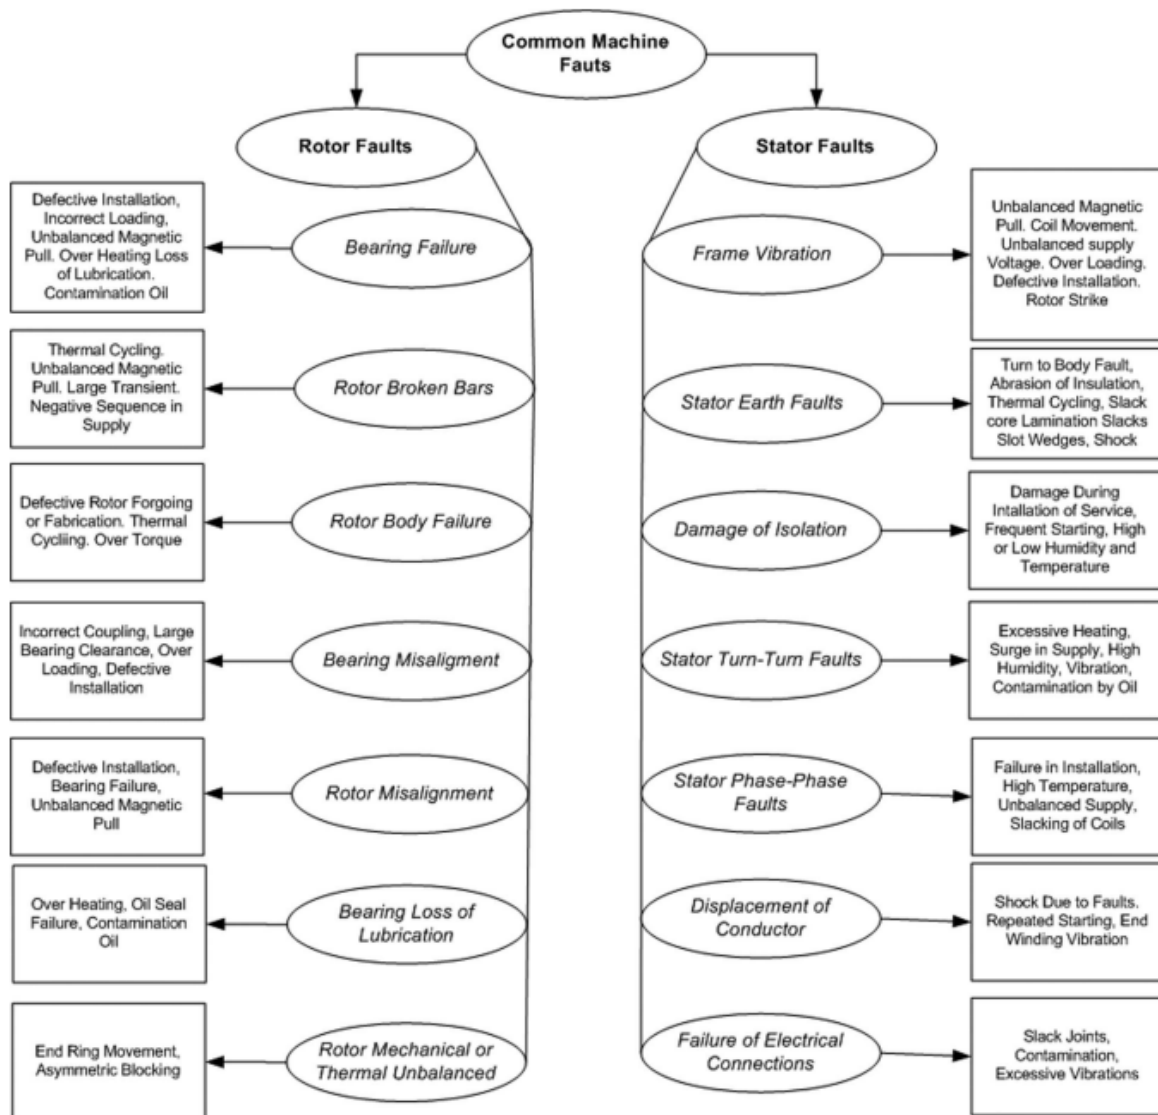 Common Machine
Fauts
Rotor Faults
Stator Faults
Defective Installation,
Incorrect Loading,
Unbalanced Magnetic
Pull. Over Heating Loss
of Lubrication.
Contamination Oil
Bearing Failure
Frame Vibration
Unbalanced Magnetic
Pull. Coil Movement.
Unbalanced supply
Voltage. Over Loading.
Defective Installation.
Rotor Strike
Thermal Cycling.
Unbalanced Magnetic
Pull. Large Transient.
Negative Sequence in
Supply
Rotor Broken Bars
Stator Earth Faults
Turn to Body Fault,
Abrasion of Insulation,
Thermal Cycling, Slack
core Lamination Slacks
Slot Wedges, Shock
Defective Rotor Forgoing
or Fabrication. Thermal
Cycliing. Over Torque
Rotor Body Failure
Damage of Isolation
Damage During
Intallation of Service,
Frequent Starting, High
or Low Humidity and
Temperature
Incorrect Coupling, Large
Bearing Clearance, Over
Loading, Defective
Installation
Bearing Misaligment
Stator Turn-Turn Faults
Excessive Heating,
Surge in Supply, High
Humidity, Vibration,
Contamination by Oil
Defective Installation,
Bearing Failure,
Unbalanced Magnetic
Pull
Rotor Misalignment
Stator Phase-Phase
Faults
Failure in Installation,
High Temperature,
Unbalanced Supply,
Slacking of Coils
Over Heating, Oil Seal
Failure, Contamination
Oil
Bearing Loss of
Lubrication
Displacement of
Conductor
Shock Due to Faults.
Repeated Starting, End
Winding Vibration
End Ring Movement,
Asymmetric Blocking
Rotor Mechanical or
Thermal Unbalanced
Failure of Electrical
Connections
Slack Joints,
Contamination,
Excessive Vibrations